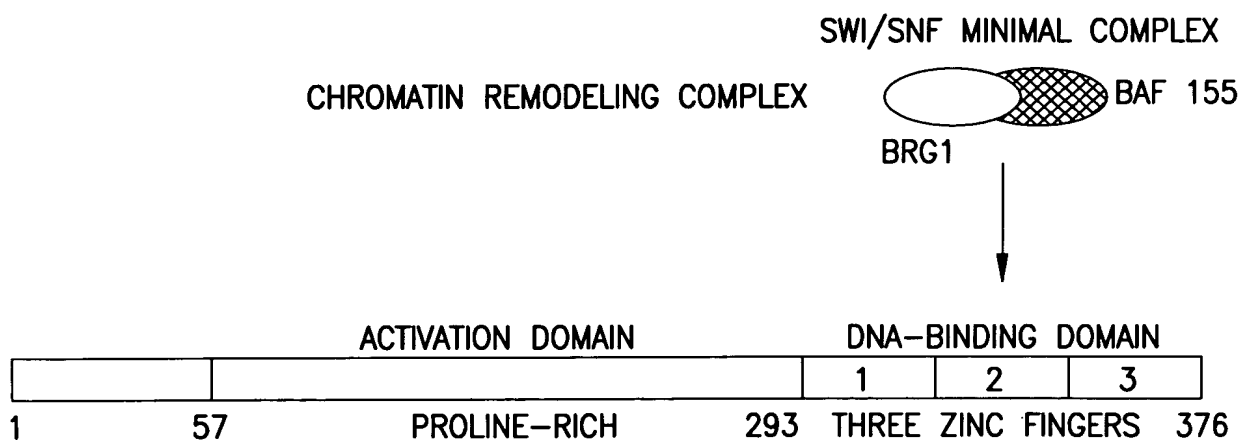 SWI/SNF MINIMAL COMPLEX
CHROMATIN REMODELING COMPLEX
BAF 155
BRG1
ACTIVATION DOMAIN DNA-BINDING DOMAIN
1 2 3
1 57 PROLINE-RICH 293 THREE ZINC FINGERS 376